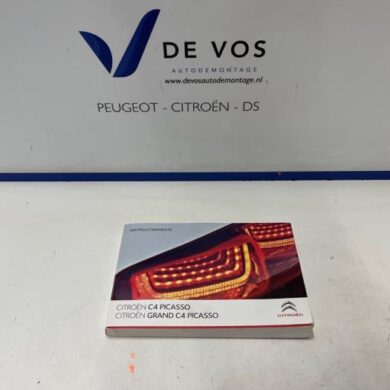 DE VOS
AUTODEMONTAGE
www.devosautodemontage.nl
PEUGEOT - CITROËN - DS
INSTRUCTIEBOEKJE
CITROËN C4 PICASSO
CITROËN GRAND C4 PICASSO
CITROËN